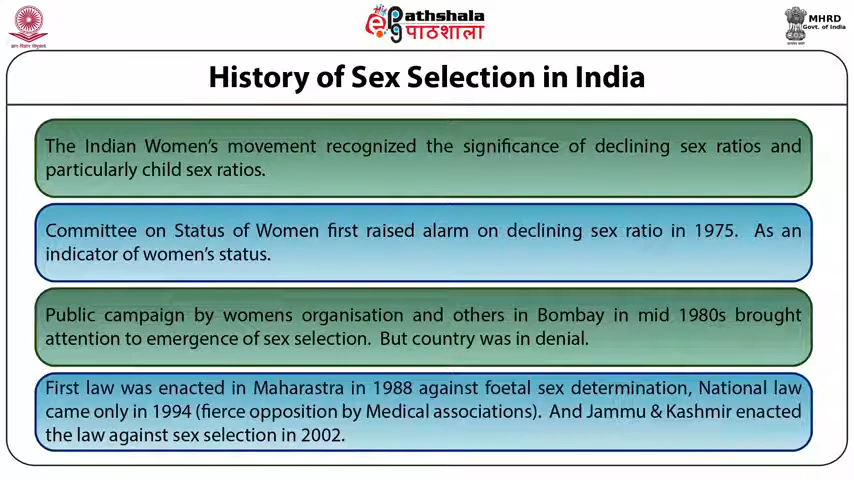 ePathshala
पाठशाला
MHRD
Govt. of India
History of Sex Selection in India
The Indian Women's movement recognized the significance of declining sex ratios and
particularly child sex ratios.
Committee on Status of Women first raised alarm on declining sex ratio in 1975. As an
indicator of women's status.
Public campaign by womens organisation and others in Bombay in mid 1980s brought
attention to emergence of sex selection. But country was in denial.
First law was enacted in Maharastra in 1988 against foetal sex determination, National law
came only in 1994 (fierce opposition by Medical associations). And Jammu & Kashmir enacted
the law against sex selection in 2002.